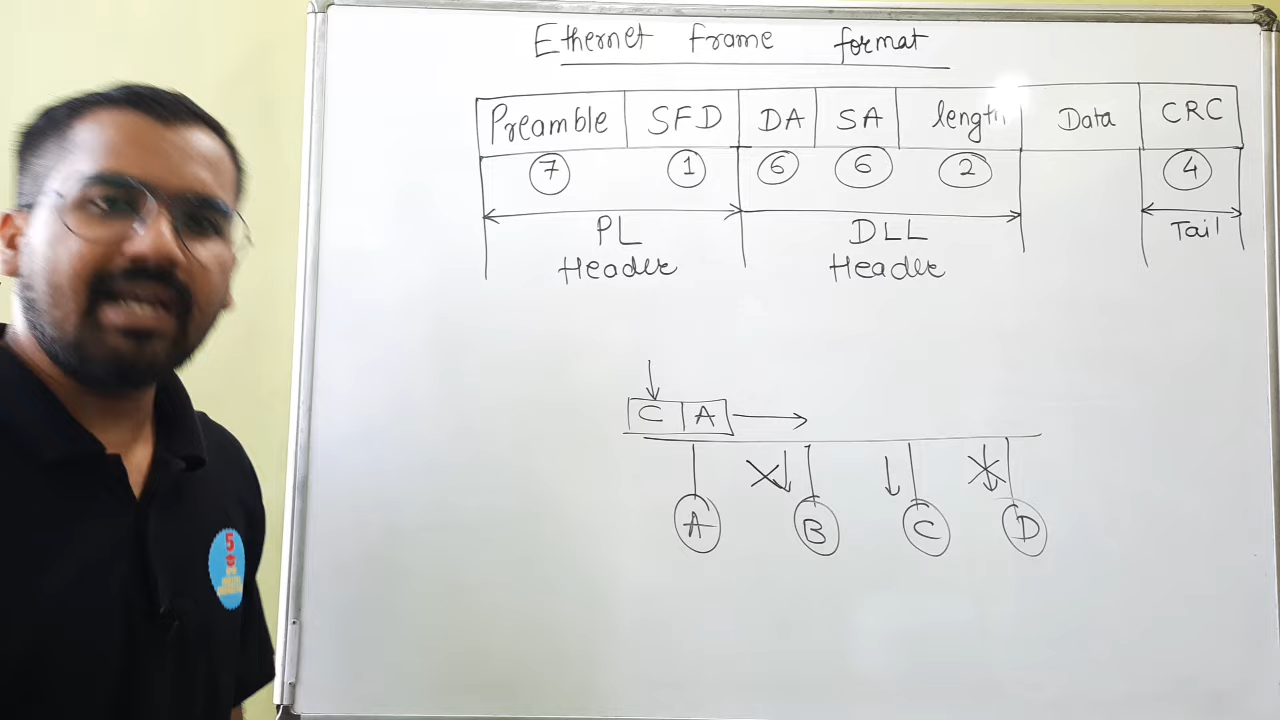 Ethernet frame format
Preamble SFD DA SA length Data CRC
7 1 6 6 2 4
PL DLL Tail
Header Header
C A
A B C D
5